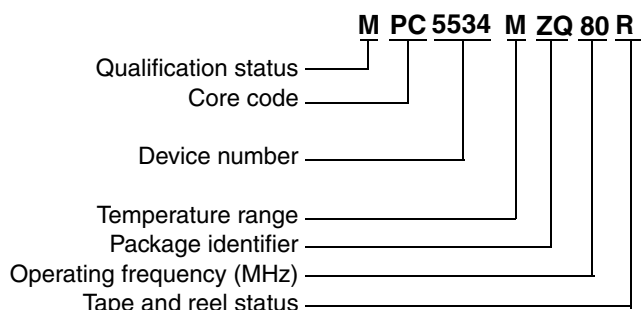 M PC 5534 M ZQ 80 R
Qualification status
Core code
Device number
Temperature range
Package identifier
Operating frequency (MHz)
Tape and reel status